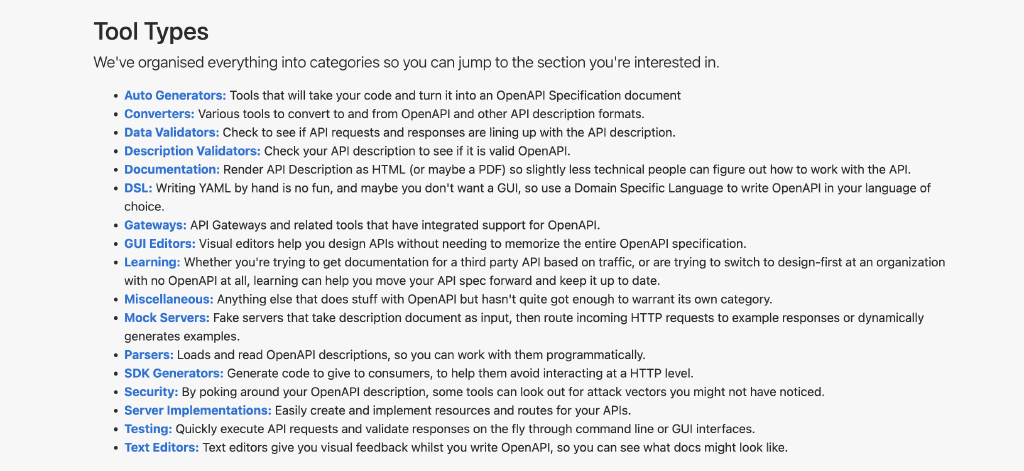 Tool Types
We've organised everything into categories so you can jump to the section you're interested in.
• Auto Generators: Tools that will take your code and turn it into an OpenAPI Specification document
• Converters: Various tools to convert to and from OpenAPI and other API description formats.
• Data Validators: Check to see if API requests and responses are lining up with the API description.
• Description Validators: Check your API description to see if it is valid OpenAPI.
• Documentation: Render API Description as HTML (or maybe a PDF) so slightly less technical people can figure out how to work with the API.
• DSL: Writing YAML by hand is no fun, and maybe you don't want a GUI, so use a Domain Specific Language to write OpenAPI in your language of
choice.
• Gateways: API Gateways and related tools that have integrated support for OpenAPI.
• GUI Editors: Visual editors help you design APIs without needing to memorize the entire OpenAPI specification.
• Learning: Whether you're trying to get documentation for a third party API based on traffic, or are trying to switch to design-first at an organization
with no OpenAPI at all, learning can help you move your API spec forward and keep it up to date.
• Miscellaneous: Anything else that does stuff with OpenAPI but hasn't quite got enough to warrant its own category.
• Mock Servers: Fake servers that take description document as input, then route incoming HTTP requests to example responses or dynamically
generates examples.
• Parsers: Loads and read OpenAPI descriptions, so you can work with them programmatically.
• SDK Generators: Generate code to give to consumers, to help them avoid interacting at a HTTP level.
• Security: By poking around your OpenAPI description, some tools can look out for attack vectors you might not have noticed.
• Server Implementations: Easily create and implement resources and routes for your APIs.
• Testing: Quickly execute API requests and validate responses on the fly through command line or GUI interfaces.
• Text Editors: Text editors give you visual feedback whilst you write OpenAPI, so you can see what docs might look like.